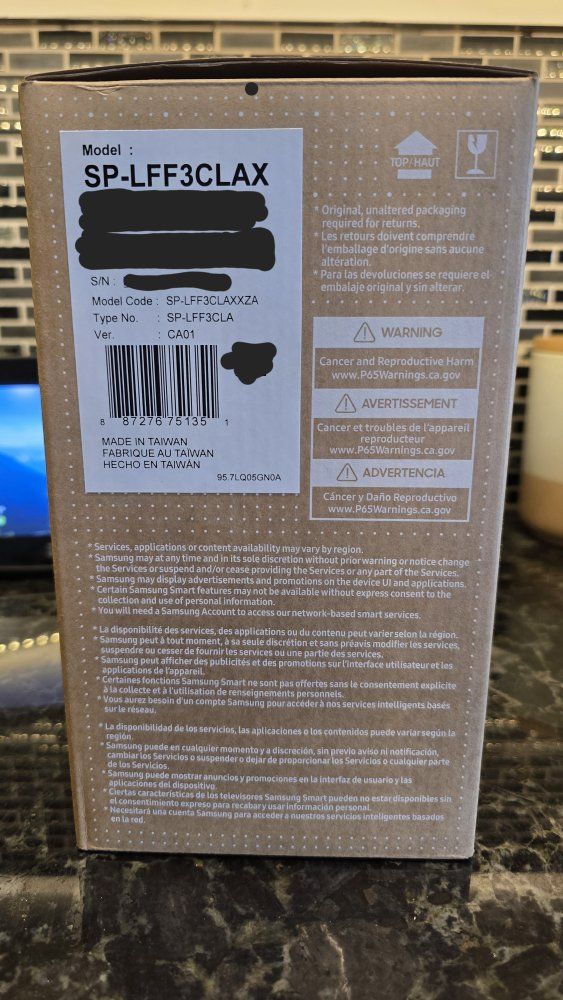 Model :
SP-LFF3CLAX
S/N :
Model Code : SP-LFF3CLAXXZA
Type No. : SP-LFF3CLA
Ver. : CA01
8 87276 75135 1
MADE IN TAIWAN
FABRIQUE AU TAÏWAN
HECHO EN TAIWÁN
95.7LQ05GN0A
TOP/HAUT
* Original, unaltered packaging
required for returns.
* Les retours doivent comprendre
l'emballage d'origine sans aucune
altération.
* Para las devoluciones se requiere el
embalaje original y sin alterar.
WARNING
Cancer and Reproductive Harm
www.P65Warnings.ca.gov
AVERTISSEMENT
Cancer et troubles de l'appareil
reproducteur
www.P65Warnings.ca.gov
ADVERTENCIA
Cáncer y Daño Reproductivo
www.P65Warnings.ca.gov
* Services, applications or content availability may vary by region.
* Samsung may at any time and in its sole discretion without prior warning or notice change
the Services or suspend and/or cease providing the Services or any part of the Services.
* Samsung may display advertisements and promotions on the device UI and applications.
* Certain Samsung Smart features may not be available without express consent to the
collection and use of personal information.
* You will need a Samsung Account to access our network-based smart services.
* La disponibilité des services, des applications ou du contenu peut varier selon la région.
* Samsung peut à tout moment, à sa seule discrétion et sans préavis modifier les services,
suspendre ou cesser de fournir les services ou une partie des services.
* Samsung peut afficher des publicités et des promotions sur l'interface utilisateur et les
applications de l'appareil.
* Certaines fonctions Samsung Smart ne sont pas offertes sans le consentement explicite
à la collecte et à l'utilisation de renseignements personnels.
* Vous aurez besoin d'un compte Samsung pour accéder à nos services intelligents basés
sur le réseau.
* La disponibilidad de los servicios, las aplicaciones o los contenidos puede variar según la
región.
* Samsung puede en cualquier momento y a discreción, sin previo aviso ni notificación,
cambiar los Servicios o suspender o dejar de proporcionar los Servicios o cualquier parte
de los Servicios.
* Samsung puede mostrar anuncios y promociones en la interfaz de usuario y las
aplicaciones del dispositivo.
* Ciertas características de los televisores Samsung Smart pueden no estar disponibles sin
el consentimiento expreso para recabar y usar información personal.
* Necesitará una cuenta Samsung para acceder a nuestros servicios inteligentes basados
en la red.